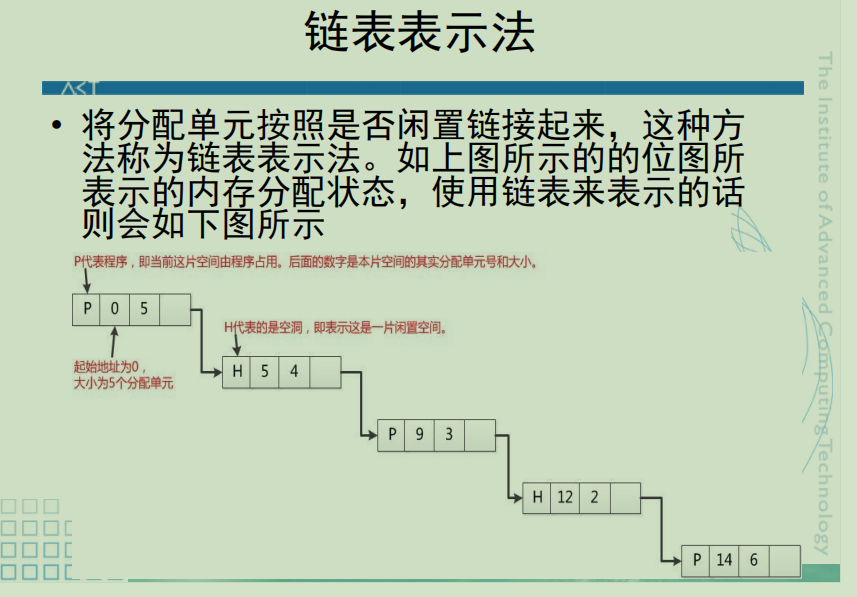 链表表示法
ACT
• 将分配单元按照是否闲置链接起来，这种方
法称为链表表示法。如上图所示的的位图所
表示的内存分配状态，使用链表来表示的话
则会如下图所示
P代表程序，即当前这片空间由程序占用。后面的数字是本片空间的其实分配单元号和大小。
P 0 5
起始地址为0，
大小为5个分配单元
H代表的是空洞，即表示这是一片闲置空间。
H 5 4
P 9 3
H 12 2
P 14 6
The Institute of Advanced Computing Technology